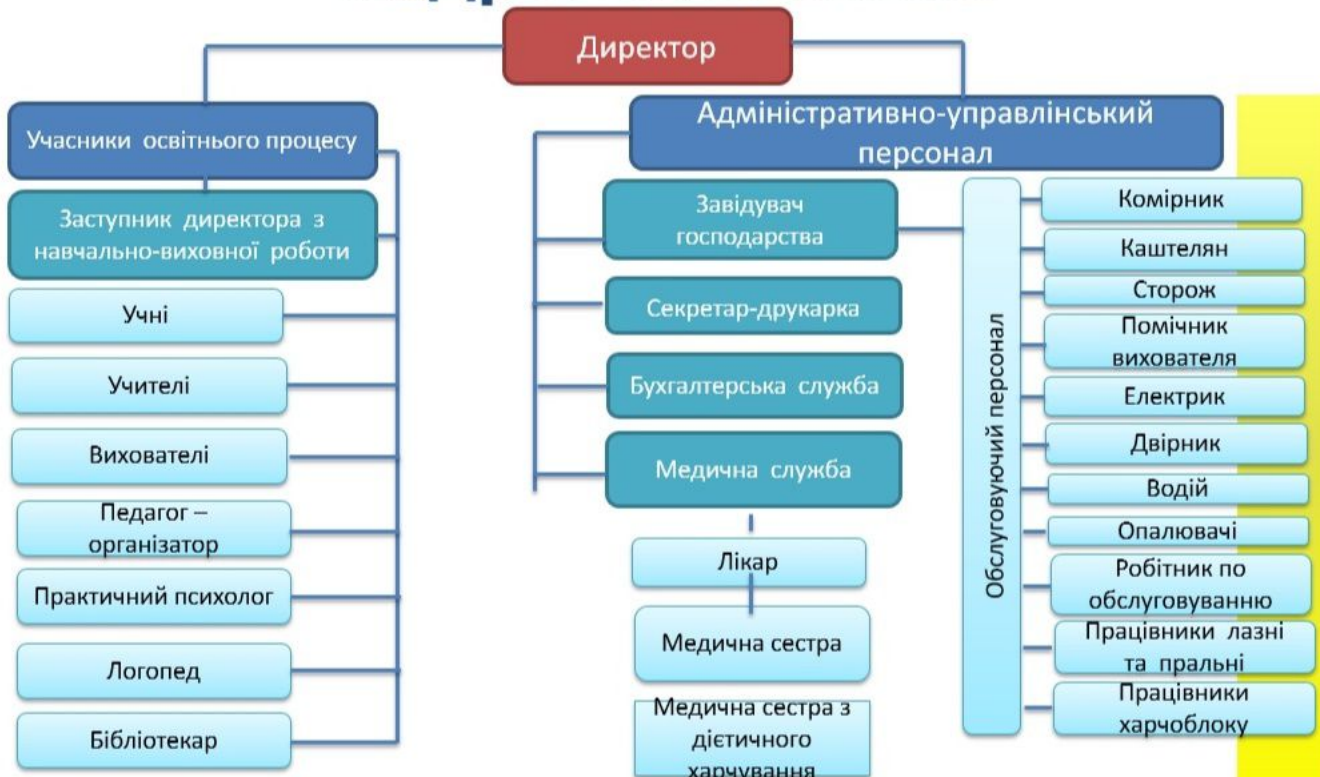 Директор
Учасники освітнього процесу
Заступник директора з
навчально-виховної роботи
Учні
Учителі
Вихователі
Педагог –
організатор
Практичний психолог
Логопед
Бібліотекар
Адміністративно-управлінський
персонал
Завідувач
господарства
Секретар-друкарка
Бухгалтерська служба
Медична служба
Лікар
Медична сестра
Медична сестра з
дієтичного
харчування
Обслуговуючий персонал
Комірник
Каштелян
Сторож
Помічник
вихователя
Електрик
Двірник
Водій
Опалювачі
Робітник по
обслуговуванню
Працівники лазні
та пральні
Працівники
харчоблоку